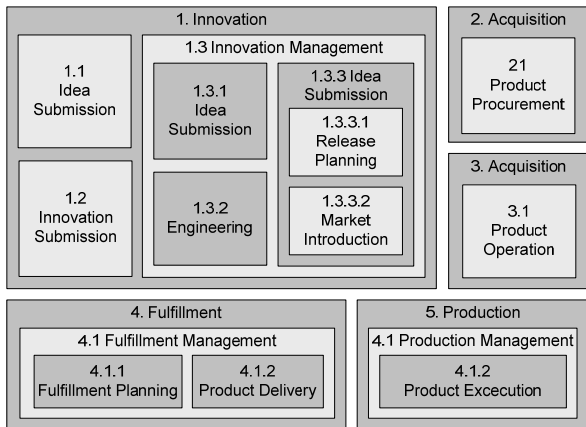 1. Innovation
1.1
Idea
Submission
1.2
Innovation
Submission
1.3 Innovation Management
1.3.1
Idea
Submission
1.3.2
Engineering
1.3.3 Idea
Submission
1.3.3.1
Release
Planning
1.3.3.2
Market
Introduction
2. Acquisition
21
Product
Procurement
3. Acquisition
3.1
Product
Operation
4. Fulfillment
4.1 Fulfillment Management
4.1.1
Fulfillment Planning
4.1.2
Product Delivery
5. Production
4.1 Production Management
4.1.2
Product Excecution